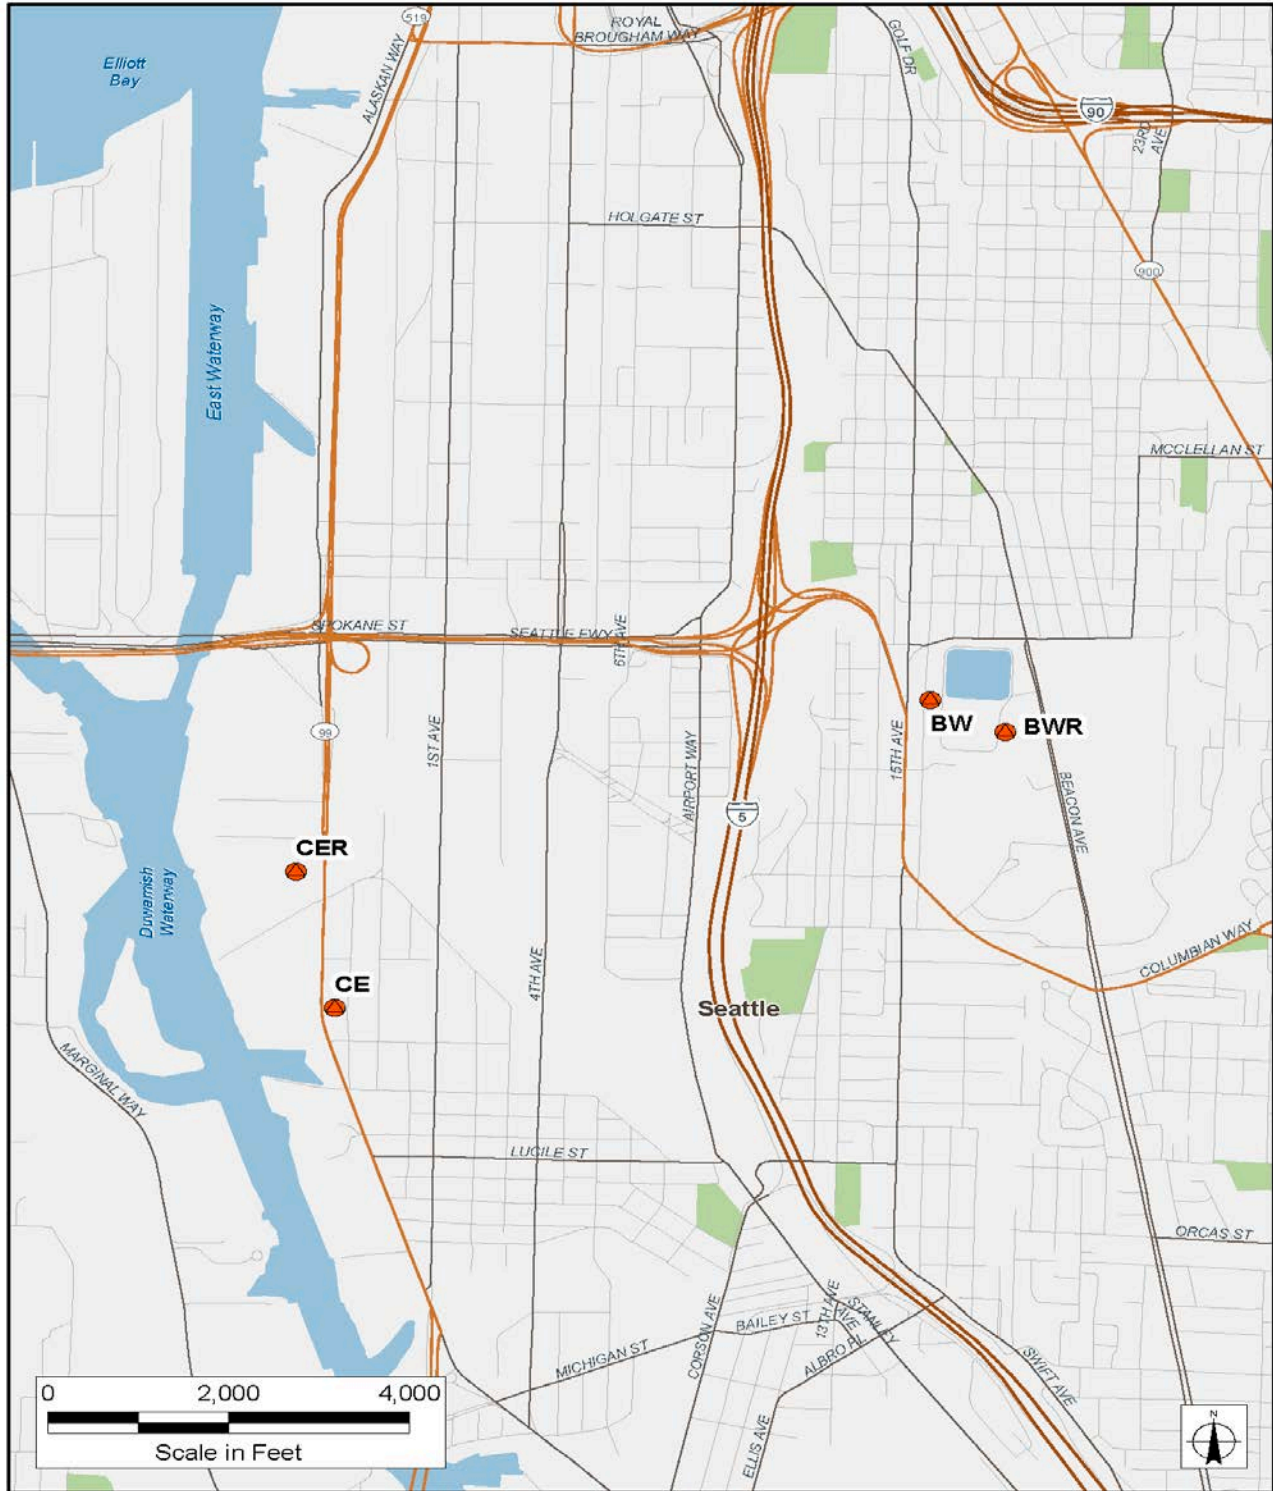 519
ROYAL
BROUGHAM WAY
GOLF DR
Elliott
Bay
ALASKAN WAY
90
23RD
AVE
HOLGATE ST
900
East Waterway
MCCLELLAN ST
SPOKANE ST
SEATTLE FWY
6TH AVE
BW
BWR
99
1ST AVE
15TH AVE
AIRPORT WAY
5
BEACON AVE
CER
Duwamish
Waterway
COLUMBIAN WAY
4TH AVE
CE
Seattle
MARGINAL WAY
LUCILE ST
ORCAS ST
13TH AVE
STANLEY
AVE
BAILEY ST
CORSON AVE
MICHIGAN ST
ALBRO PL
SWIFT AVE
ELLIS AVE
0 2,000 4,000
Scale in Feet
N